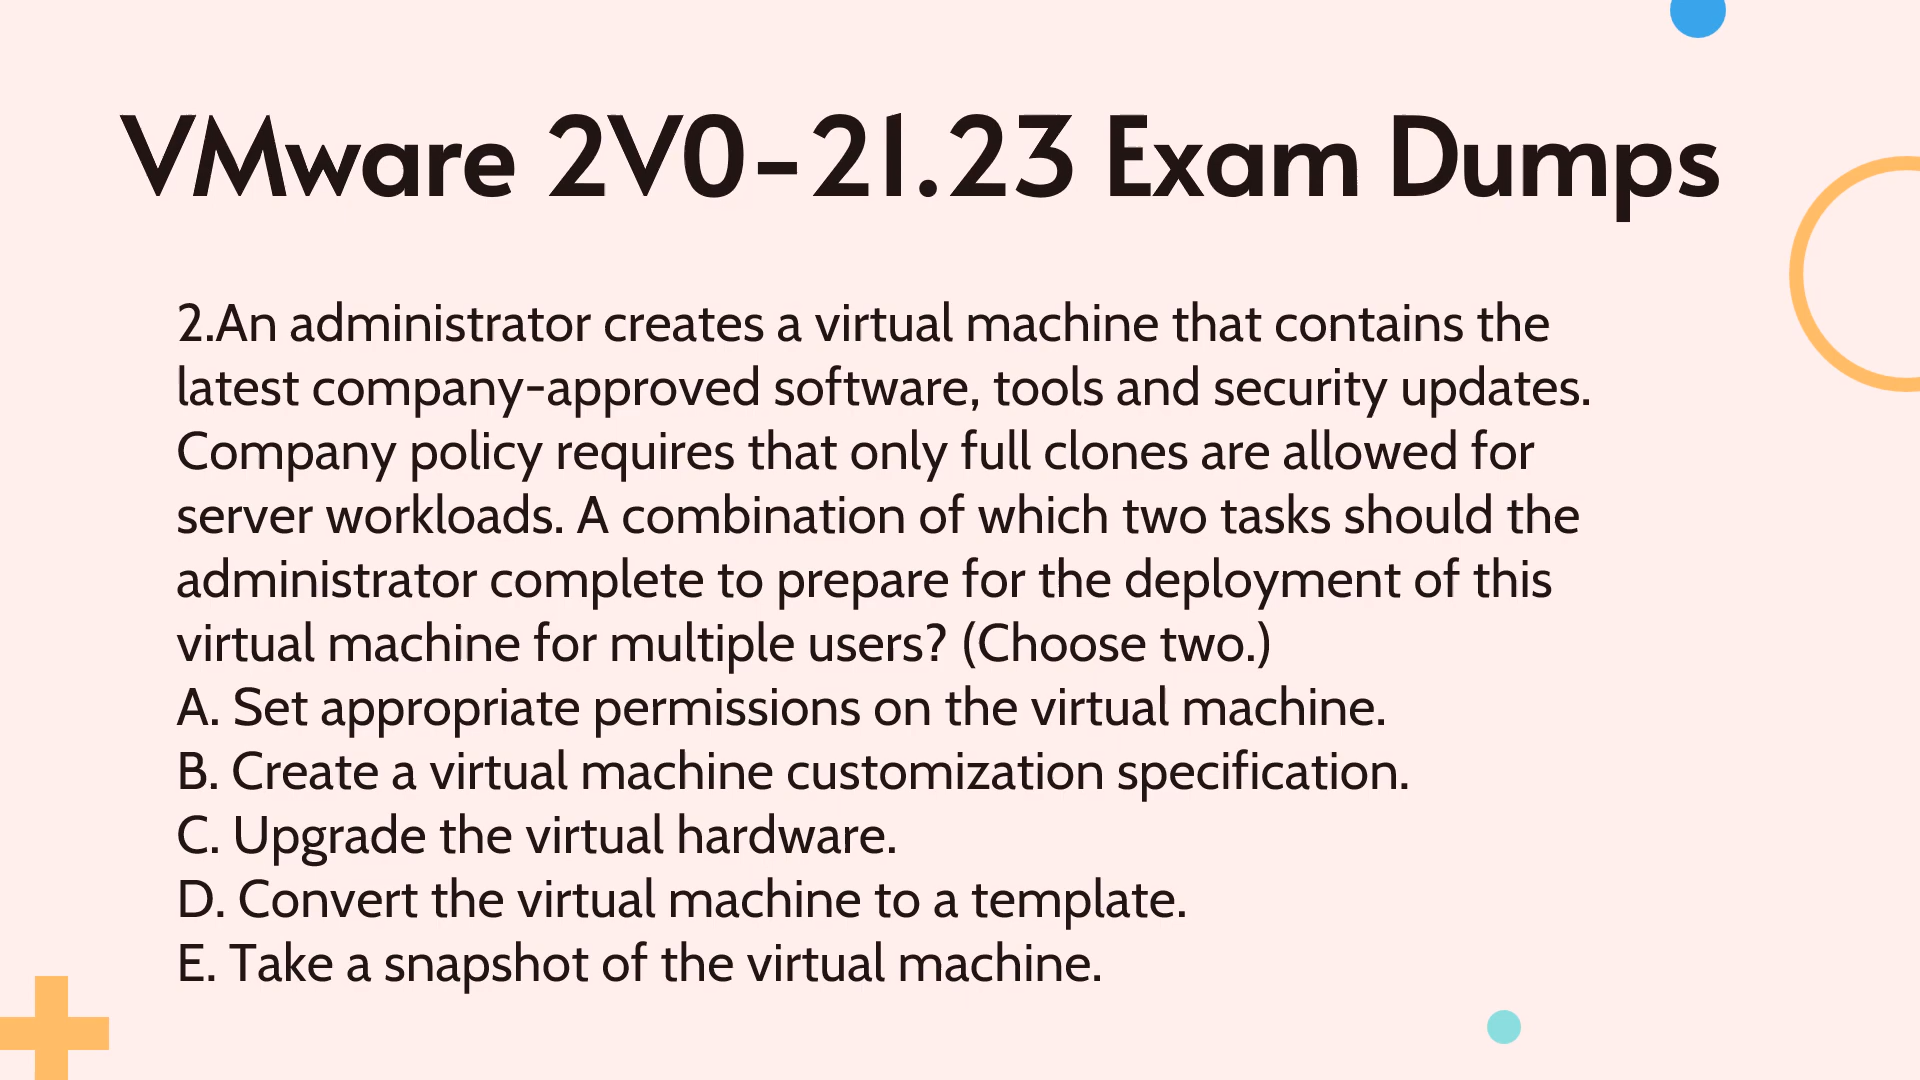 VMware 2V0-21.23 Exam Dumps
2.An administrator creates a virtual machine that contains the
latest company-approved software, tools and security updates.
Company policy requires that only full clones are allowed for
server workloads. A combination of which two tasks should the
administrator complete to prepare for the deployment of this
virtual machine for multiple users? (Choose two.)
A. Set appropriate permissions on the virtual machine.
B. Create a virtual machine customization specification.
C. Upgrade the virtual hardware.
D. Convert the virtual machine to a template.
E. Take a snapshot of the virtual machine.